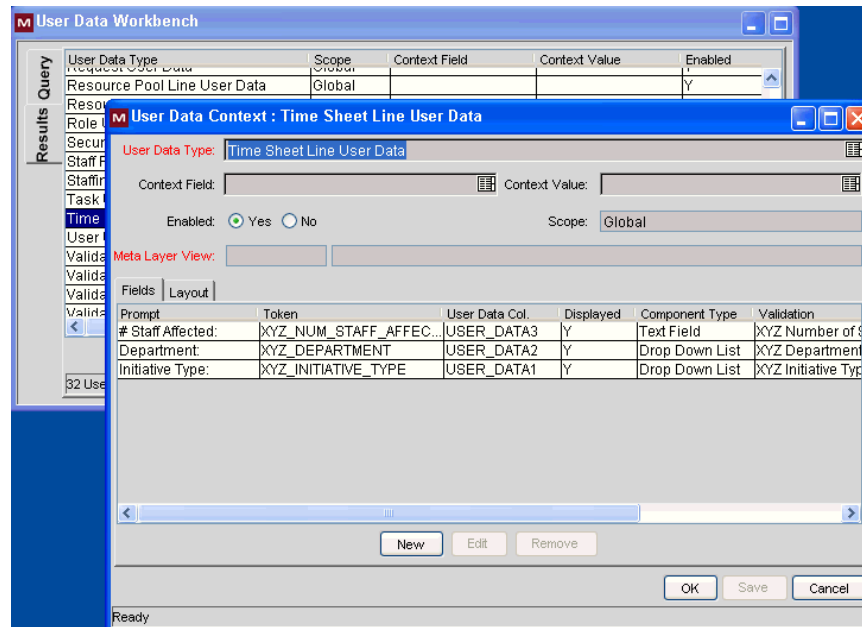 User Data Workbench
Query
Results
User Data Type Scope Context Field Context Value Enabled
Request User Data Global Y
Resource Pool Line User Data Global Y
Resou
Role U
Secur
Staff P
Staffin
Task U
Time
User U
Valida
Valida
Valida
Valida
32 Use
User Data Context : Time Sheet Line User Data
User Data Type: Time Sheet Line User Data
Context Field: Context Value:
Enabled: Yes No Scope: Global
Meta Layer View:
Fields Layout
Prompt Token User Data Col. Displayed Component Type Validation
# Staff Affected: XYZ_NUM_STAFF_AFFEC... USER_DATA3 Y Text Field XYZ Number of S
Department: XYZ_DEPARTMENT USER_DATA2 Y Drop Down List XYZ Department
Initiative Type: XYZ_INITIATIVE_TYPE USER_DATA1 Y Drop Down List XYZ Initiative Typ
New Edit Remove
OK Save Cancel
Ready